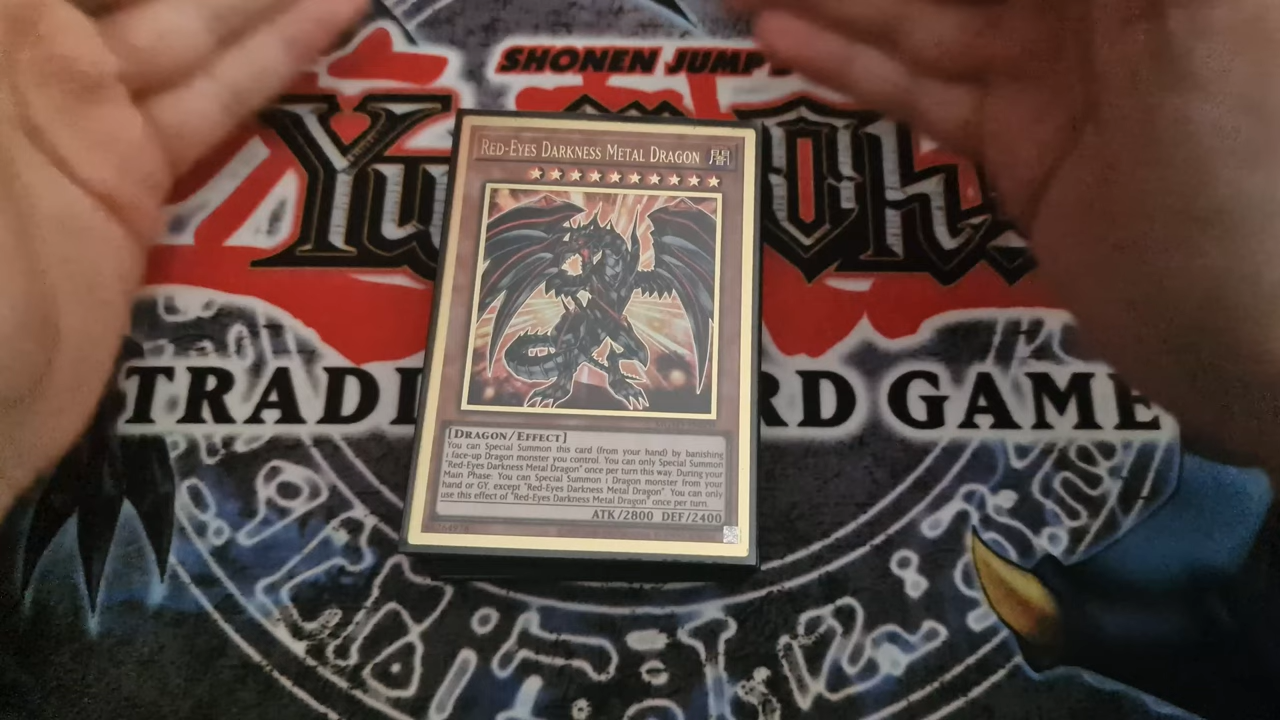 SHONEN JUMP'S
Yu Oh!
RED-EYES DARKNESS METAL DRAGON 闇
TRADI RD GAME
[DRAGON/EFFECT]
You can Special Summon this card (from your hand) by banishing
1 face-up Dragon monster you control. You can only Special Summon
"Red-Eyes Darkness Metal Dragon" once per turn this way. During your
Main Phase: You can Special Summon 1 Dragon monster from your
hand or GY, except "Red-Eyes Darkness Metal Dragon". You can only
use this effect of "Red-Eyes Darkness Metal Dragon" once per turn.
ATK/2800 DEF/2400